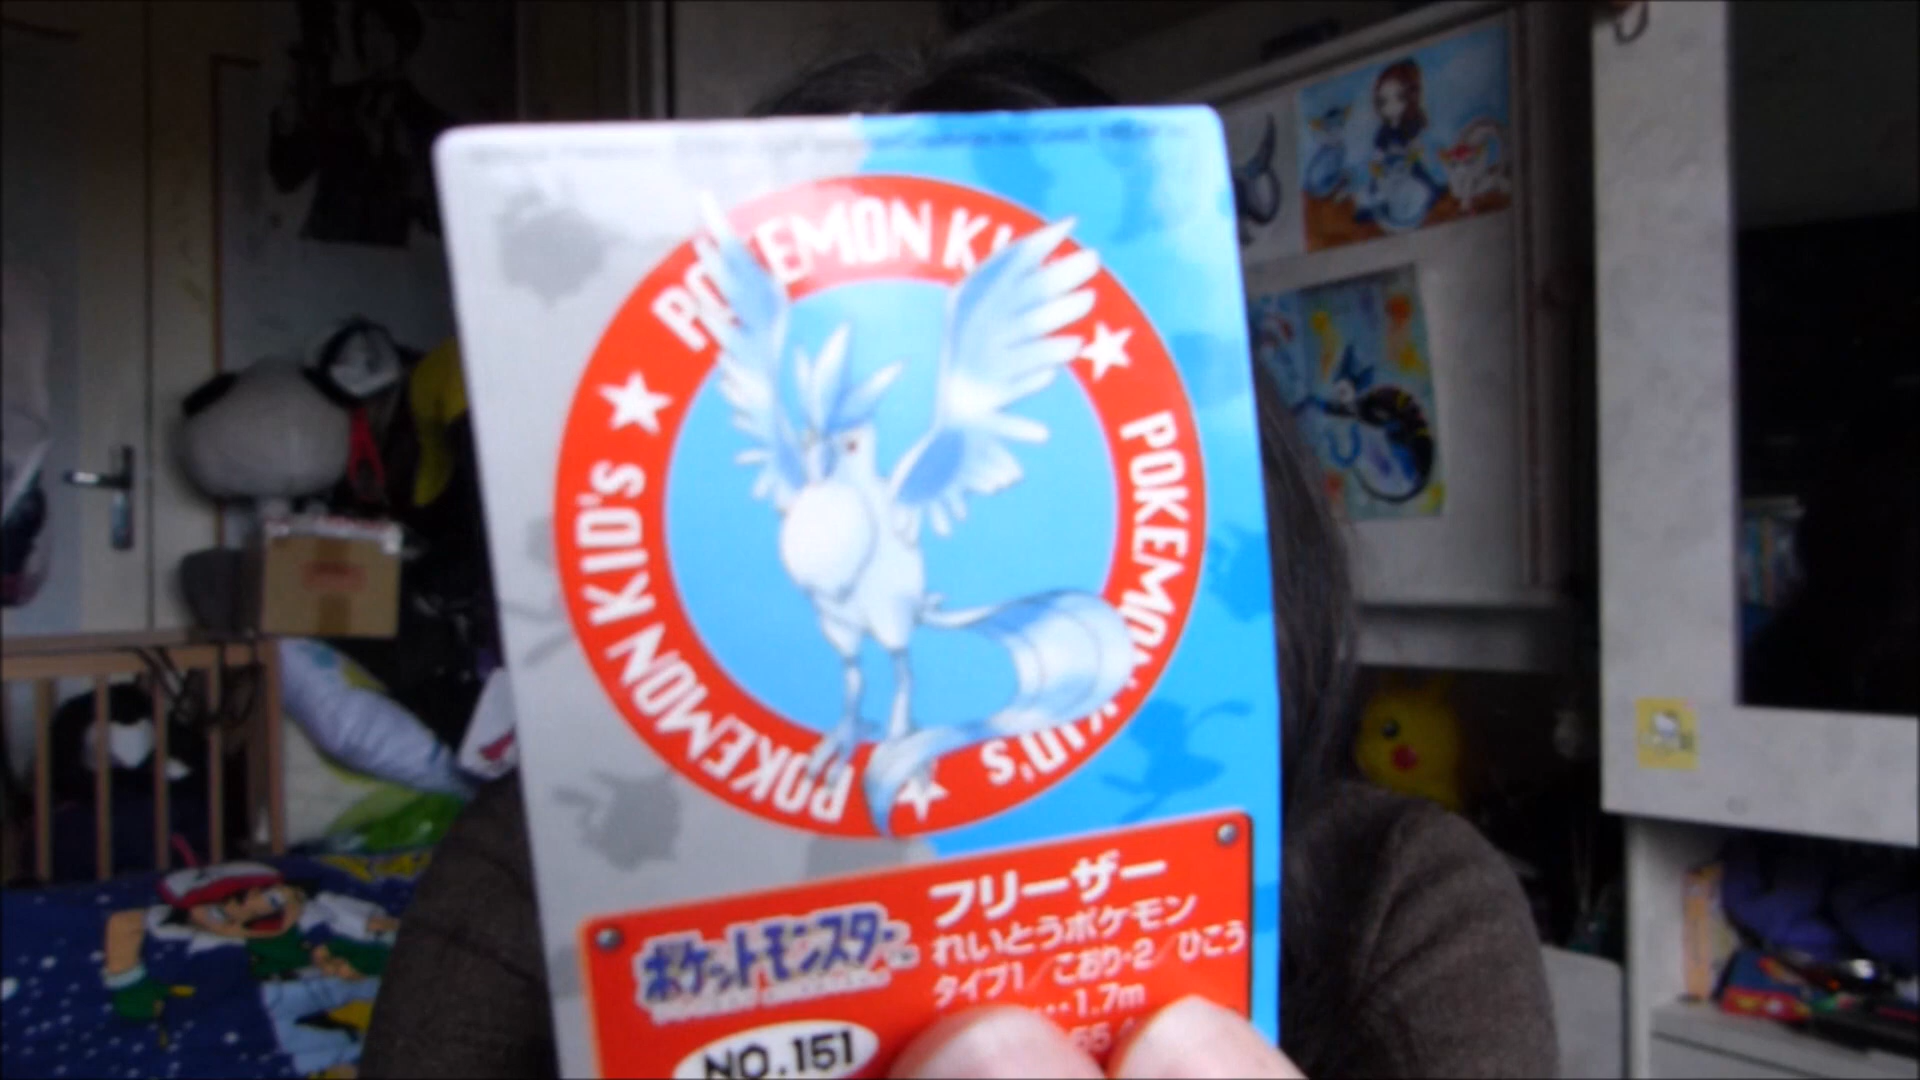 POKEMON KID'S ★ POKEMON KID'S ★ POKEMON KID'S ★
ポケットモンスター
フリーザー
れいとうポケモン
タイプ1/こおり・2/ひこう
1.7m
55
NO.151